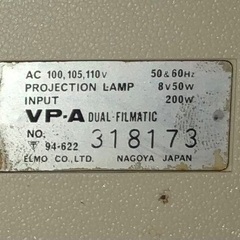 AC 100,105,110V 50&60Hz
PROJECTION LAMP 8V50W
INPUT 200W
VP-A DUAL-FILMATIC
NO. 318173
〒 94-622
ELMO CO.,LTD. NAGOYA JAPAN